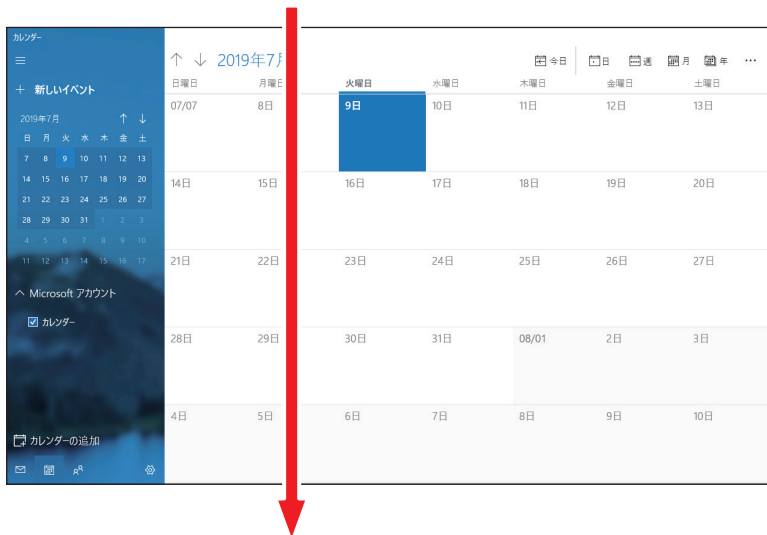 カレンダー
+ 新しいイベント
2019年7月
日 月 火 水 木 金 土
7 8 9 10 11 12 13
14 15 16 17 18 19 20
21 22 23 24 25 26 27
28 29 30 31 1 2 3
4 5 6 7 8 9 10
11 12 13 14 15 16 17
Microsoft アカウント
カレンダー
カレンダーの追加
2019年7月 今日 日 週 月 年 …
日曜日 月曜日 火曜日 水曜日 木曜日 金曜日 土曜日
07/07 8日 9日 10日 11日 12日 13日
14日 15日 16日 17日 18日 19日 20日
21日 22日 23日 24日 25日 26日 27日
28日 29日 30日 31日 08/01 2日 3日
4日 5日 6日 7日 8日 9日 10日